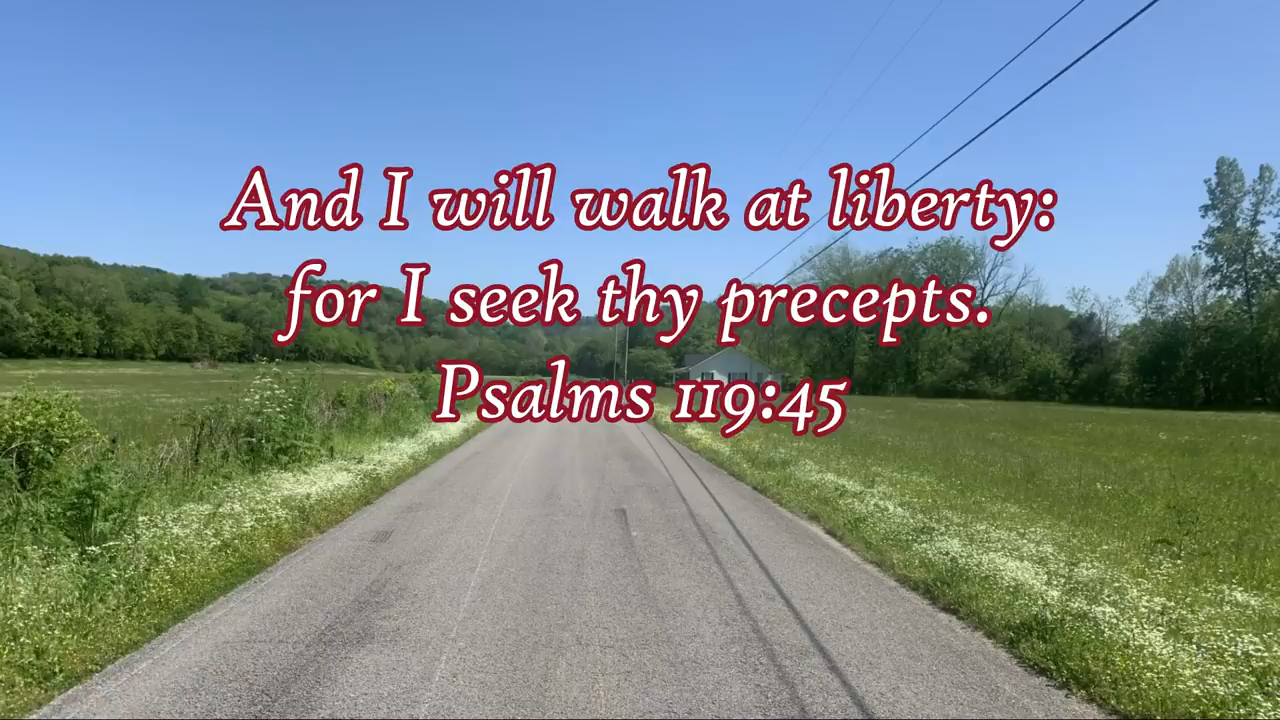 And I will walk at liberty:
for I seek thy precepts.
Psalms 119:45